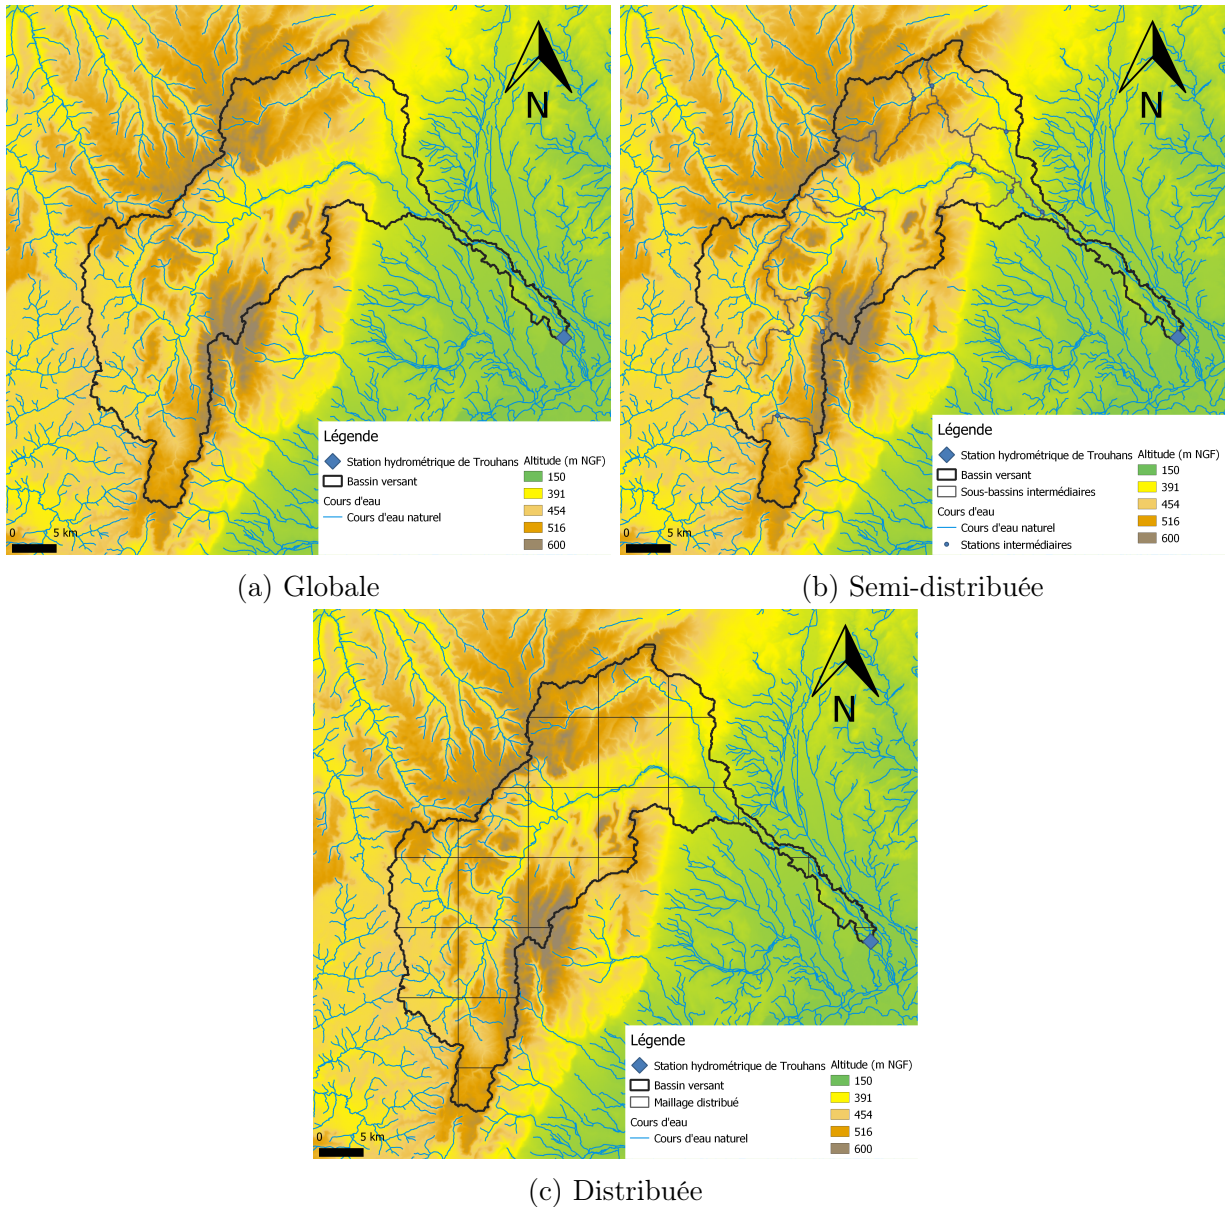 N
Légende
Station hydrométrique de Trouhans
Bassin versant
Cours d'eau
Cours d'eau naturel
Altitude (m NGF)
150
391
454
516
600
0 5 km
(a) Globale
N
Légende
Station hydrométrique de Trouhans
Bassin versant
Sous-bassins intermédiaires
Cours d'eau
Cours d'eau naturel
Stations intermédiaires
Altitude (m NGF)
150
391
454
516
600
0 5 km
(b) Semi-distribuée
N
Légende
Station hydrométrique de Trouhans
Bassin versant
Maillage distribué
Cours d'eau
Cours d'eau naturel
Altitude (m NGF)
150
391
454
516
600
0 5 km
(c) Distribuée